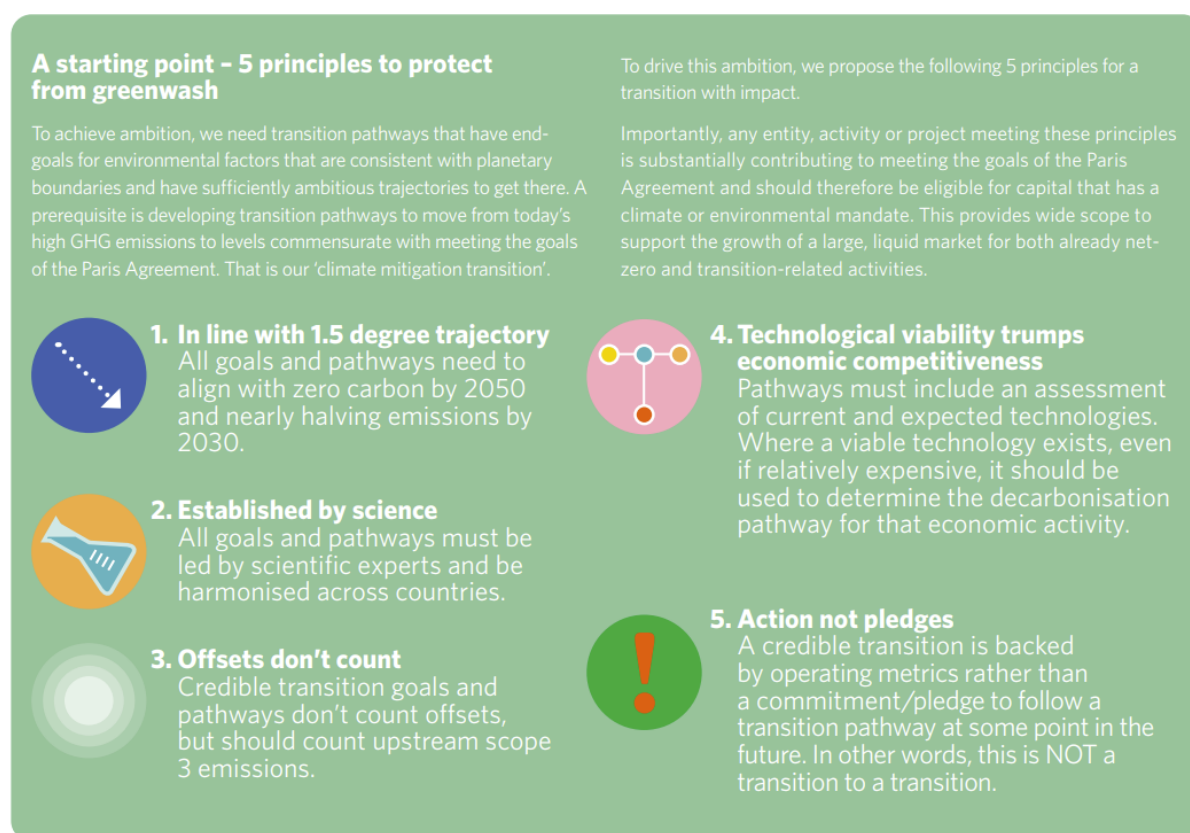 A starting point – 5 principles to protect
from greenwash
To achieve ambition, we need transition pathways that have end-
goals for environmental factors that are consistent with planetary
boundaries and have sufficiently ambitious trajectories to get there. A
prerequisite is developing transition pathways to move from today's
high GHG emissions to levels commensurate with meeting the goals
of the Paris Agreement. That is our 'climate mitigation transition'.
To drive this ambition, we propose the following 5 principles for a
transition with impact.
Importantly, any entity, activity or project meeting these principles
is substantially contributing to meeting the goals of the Paris
Agreement and should therefore be eligible for capital that has a
climate or environmental mandate. This provides wide scope to
support the growth of a large, liquid market for both already net-
zero and transition-related activities.
1. In line with 1.5 degree trajectory
All goals and pathways need to
align with zero carbon by 2050
and nearly halving emissions by
2030.
2. Established by science
All goals and pathways must be
led by scientific experts and be
harmonised across countries.
3. Offsets don't count
Credible transition goals and
pathways don't count offsets,
but should count upstream scope
3 emissions.
4. Technological viability trumps
economic competitiveness
Pathways must include an assessment
of current and expected technologies.
Where a viable technology exists, even
if relatively expensive, it should be
used to determine the decarbonisation
pathway for that economic activity.
5. Action not pledges
A credible transition is backed
by operating metrics rather than
a commitment/pledge to follow a
transition pathway at some point in the
future. In other words, this is NOT a
transition to a transition.